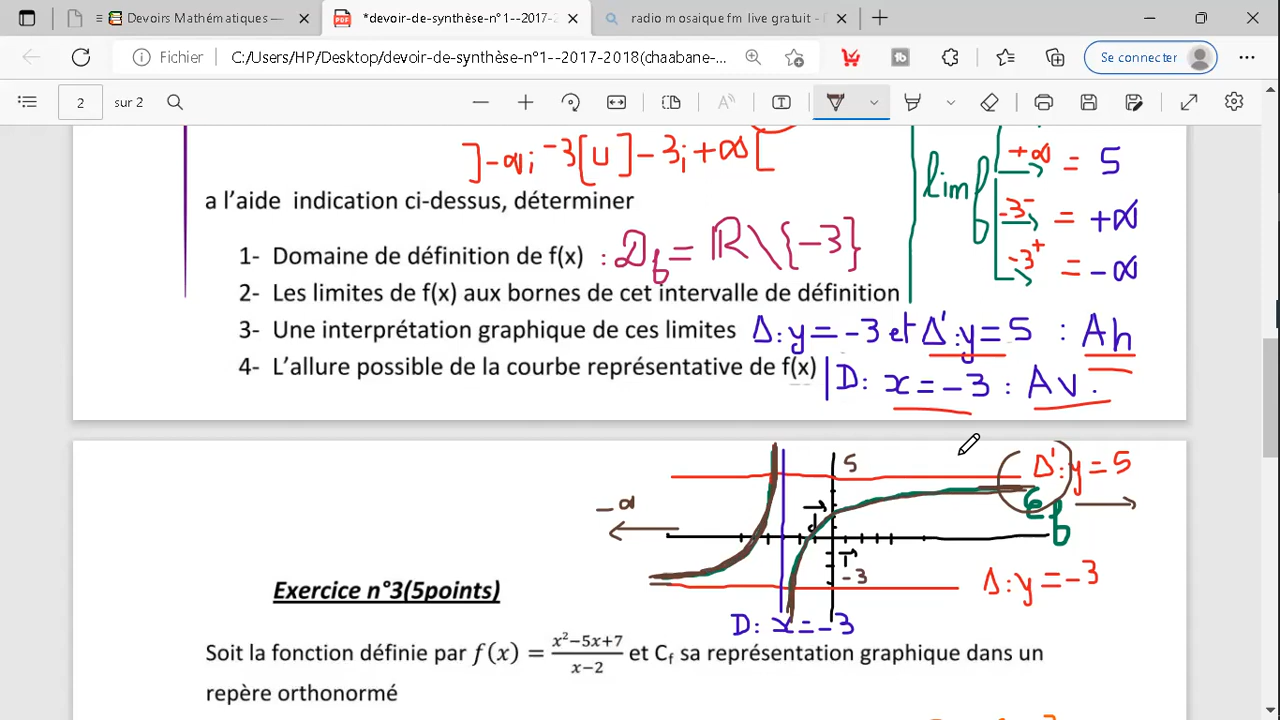 Devoirs Mathématiques —
*devoir-de-synthèse-n°1--2017-2
radio mosaique fm live gratuit -
Fichier C:/Users/HP/Desktop/devoir-de-synthèse-n°1--2017-2018(chaabane-... Se connecter
2 sur 2
]-∞; -3[ ∪ ]-3; +∞[
a l'aide indication ci-dessus, déterminer
1- Domaine de définition de f(x) : Df = ℝ\{-3}
2- Les limites de f(x) aux bornes de cet intervalle de définition
3- Une interprétation graphique de ces limites Δ: y = -3 et Δ': y = 5 : Ah
4- L'allure possible de la courbe représentative de f(x) | D: x = -3 : AV.
lim f
+∞ = 5
-3⁻ = +∞
-3⁺ = -∞
5 Δ': y = 5
-∞
Cf
-3 Δ: y = -3
D: x = -3
Exercice n°3(5points)
Soit la fonction définie par f(x) = (x²-5x+7)/(x-2) et Cf sa représentation graphique dans un
repère orthonormé